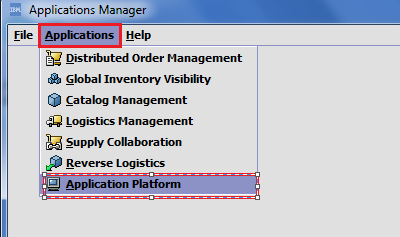 IBM Applications Manager
File Applications Help
Distributed Order Management
Global Inventory Visibility
Catalog Management
Logistics Management
Supply Collaboration
Reverse Logistics
Application Platform